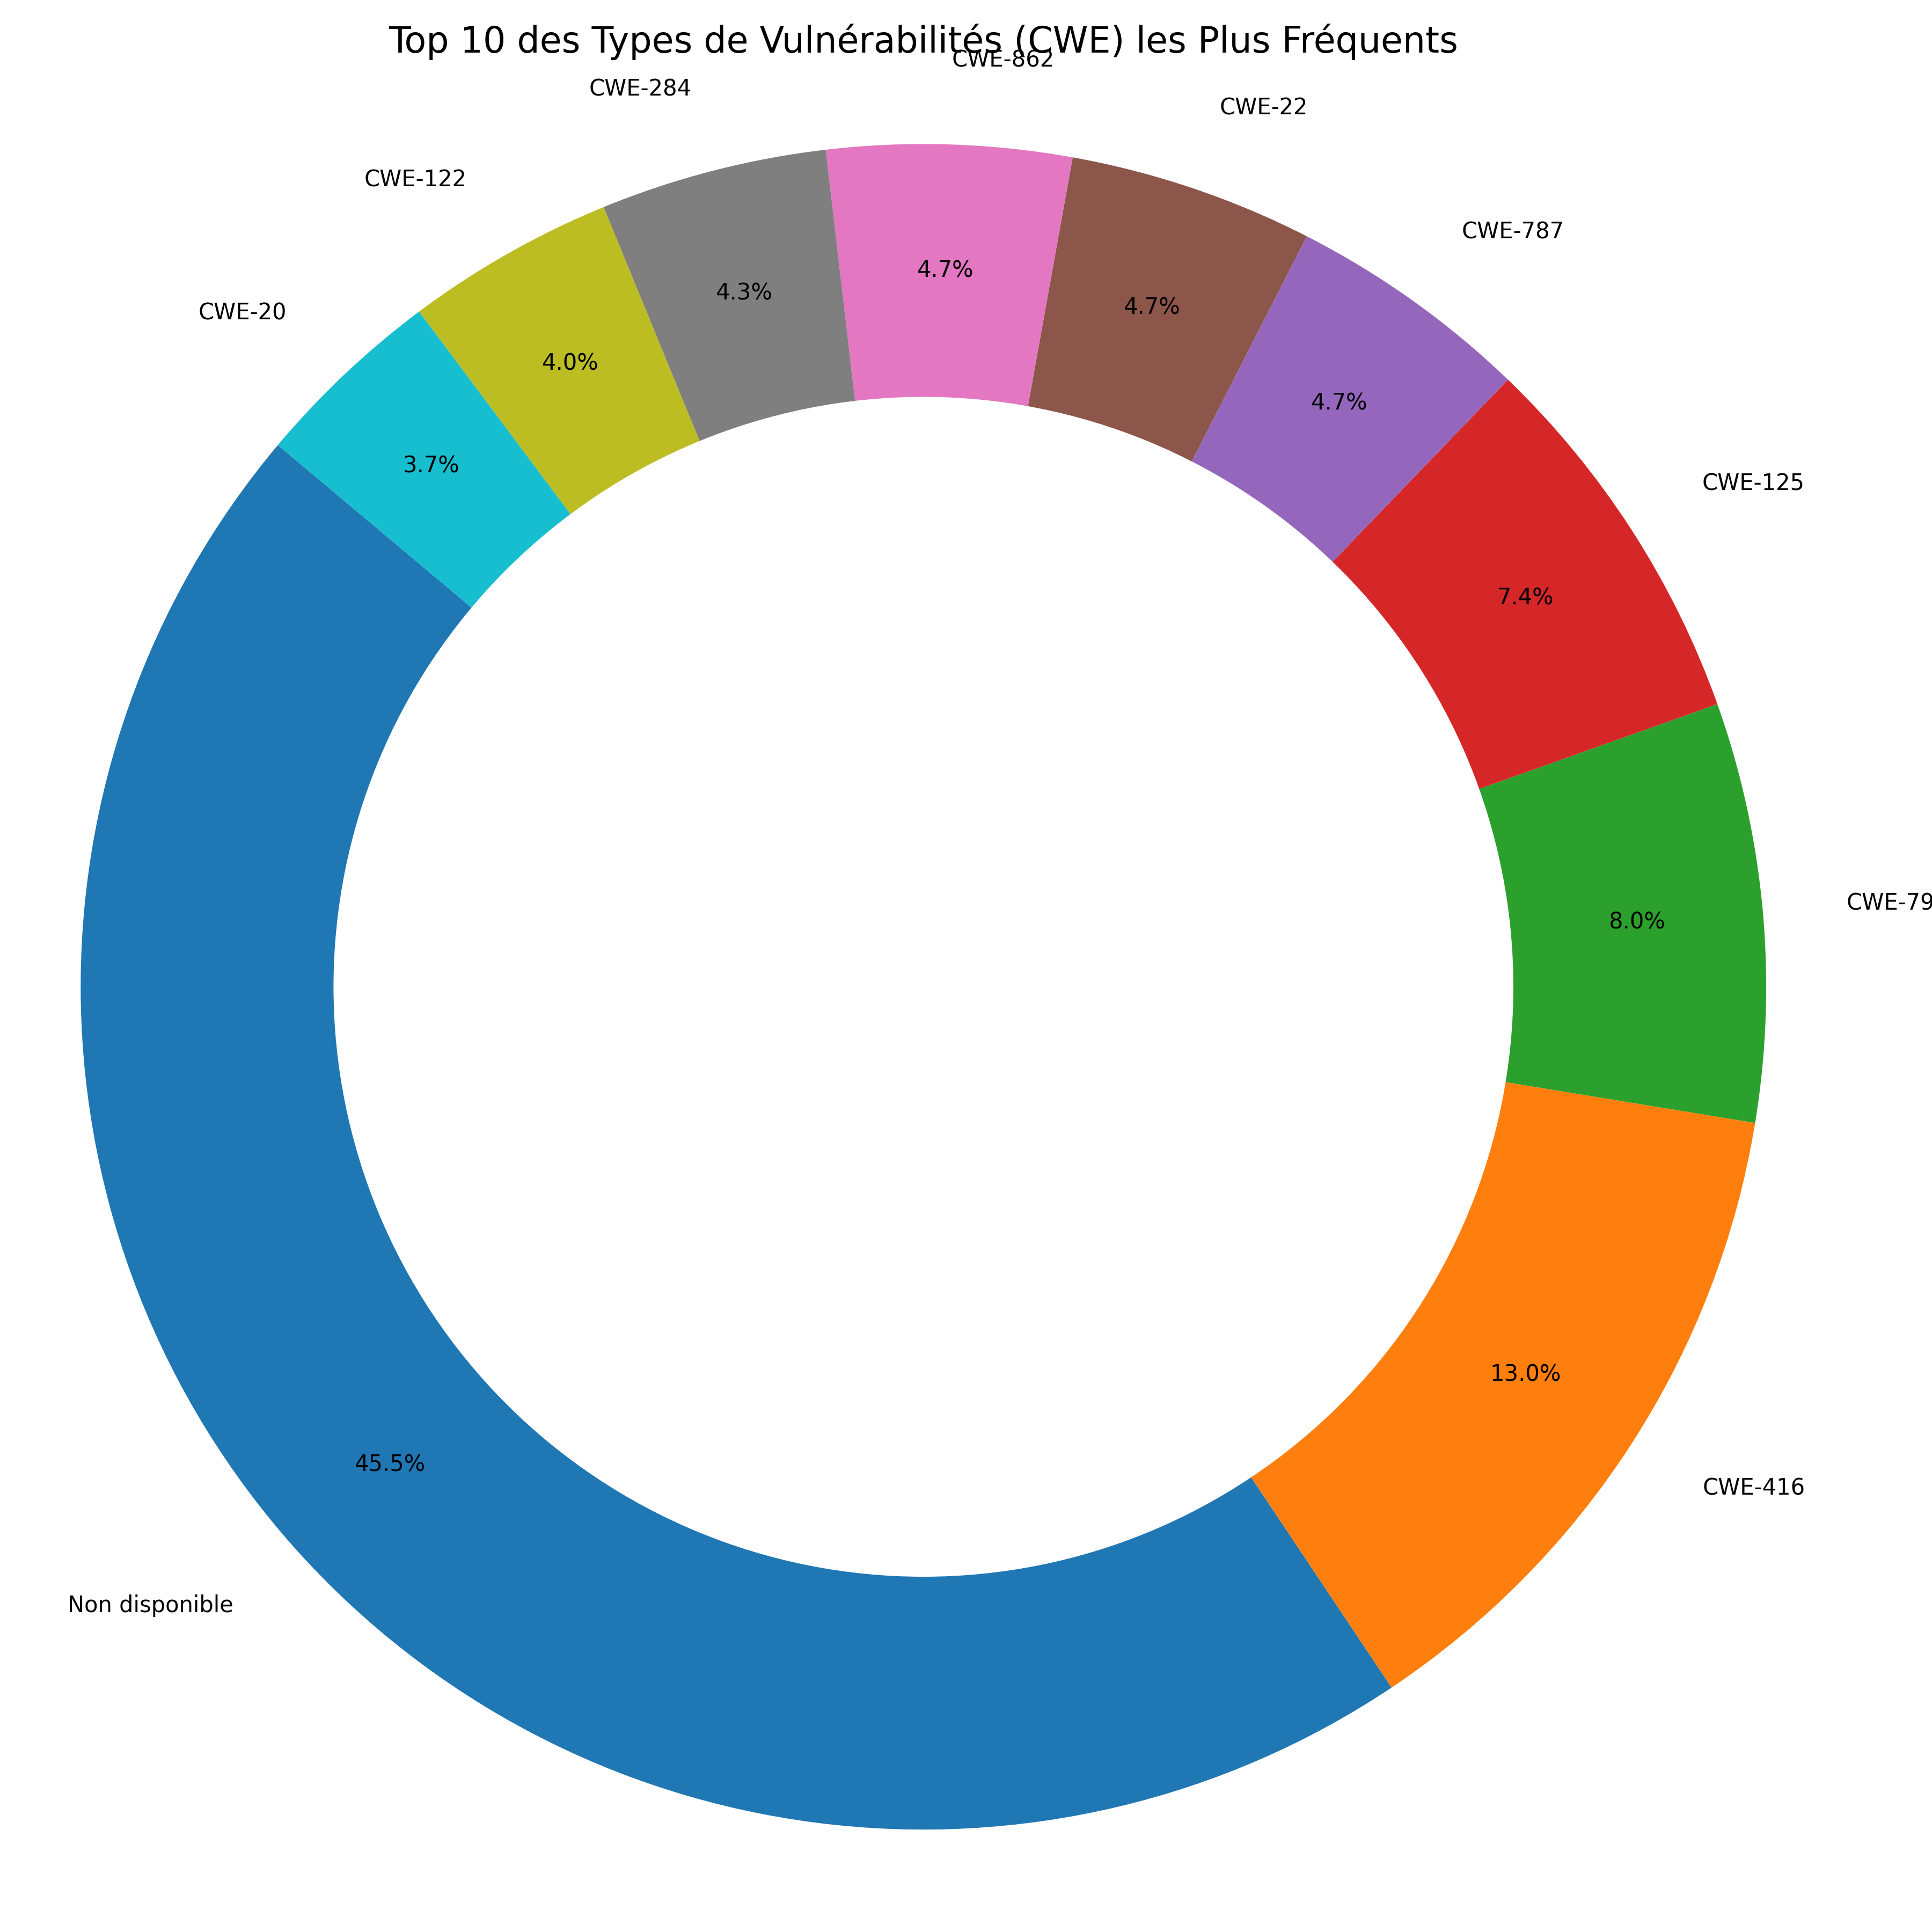 Top 10 des Types de Vulnérabilités (CWE) les Plus Fréquents
CWE-862
CWE-284
CWE-22
CWE-122
CWE-787
CWE-20
4.7%
4.3%
4.7%
4.0%
4.7%
3.7%
CWE-125
7.4%
CWE-79
8.0%
13.0%
45.5%
CWE-416
Non disponible